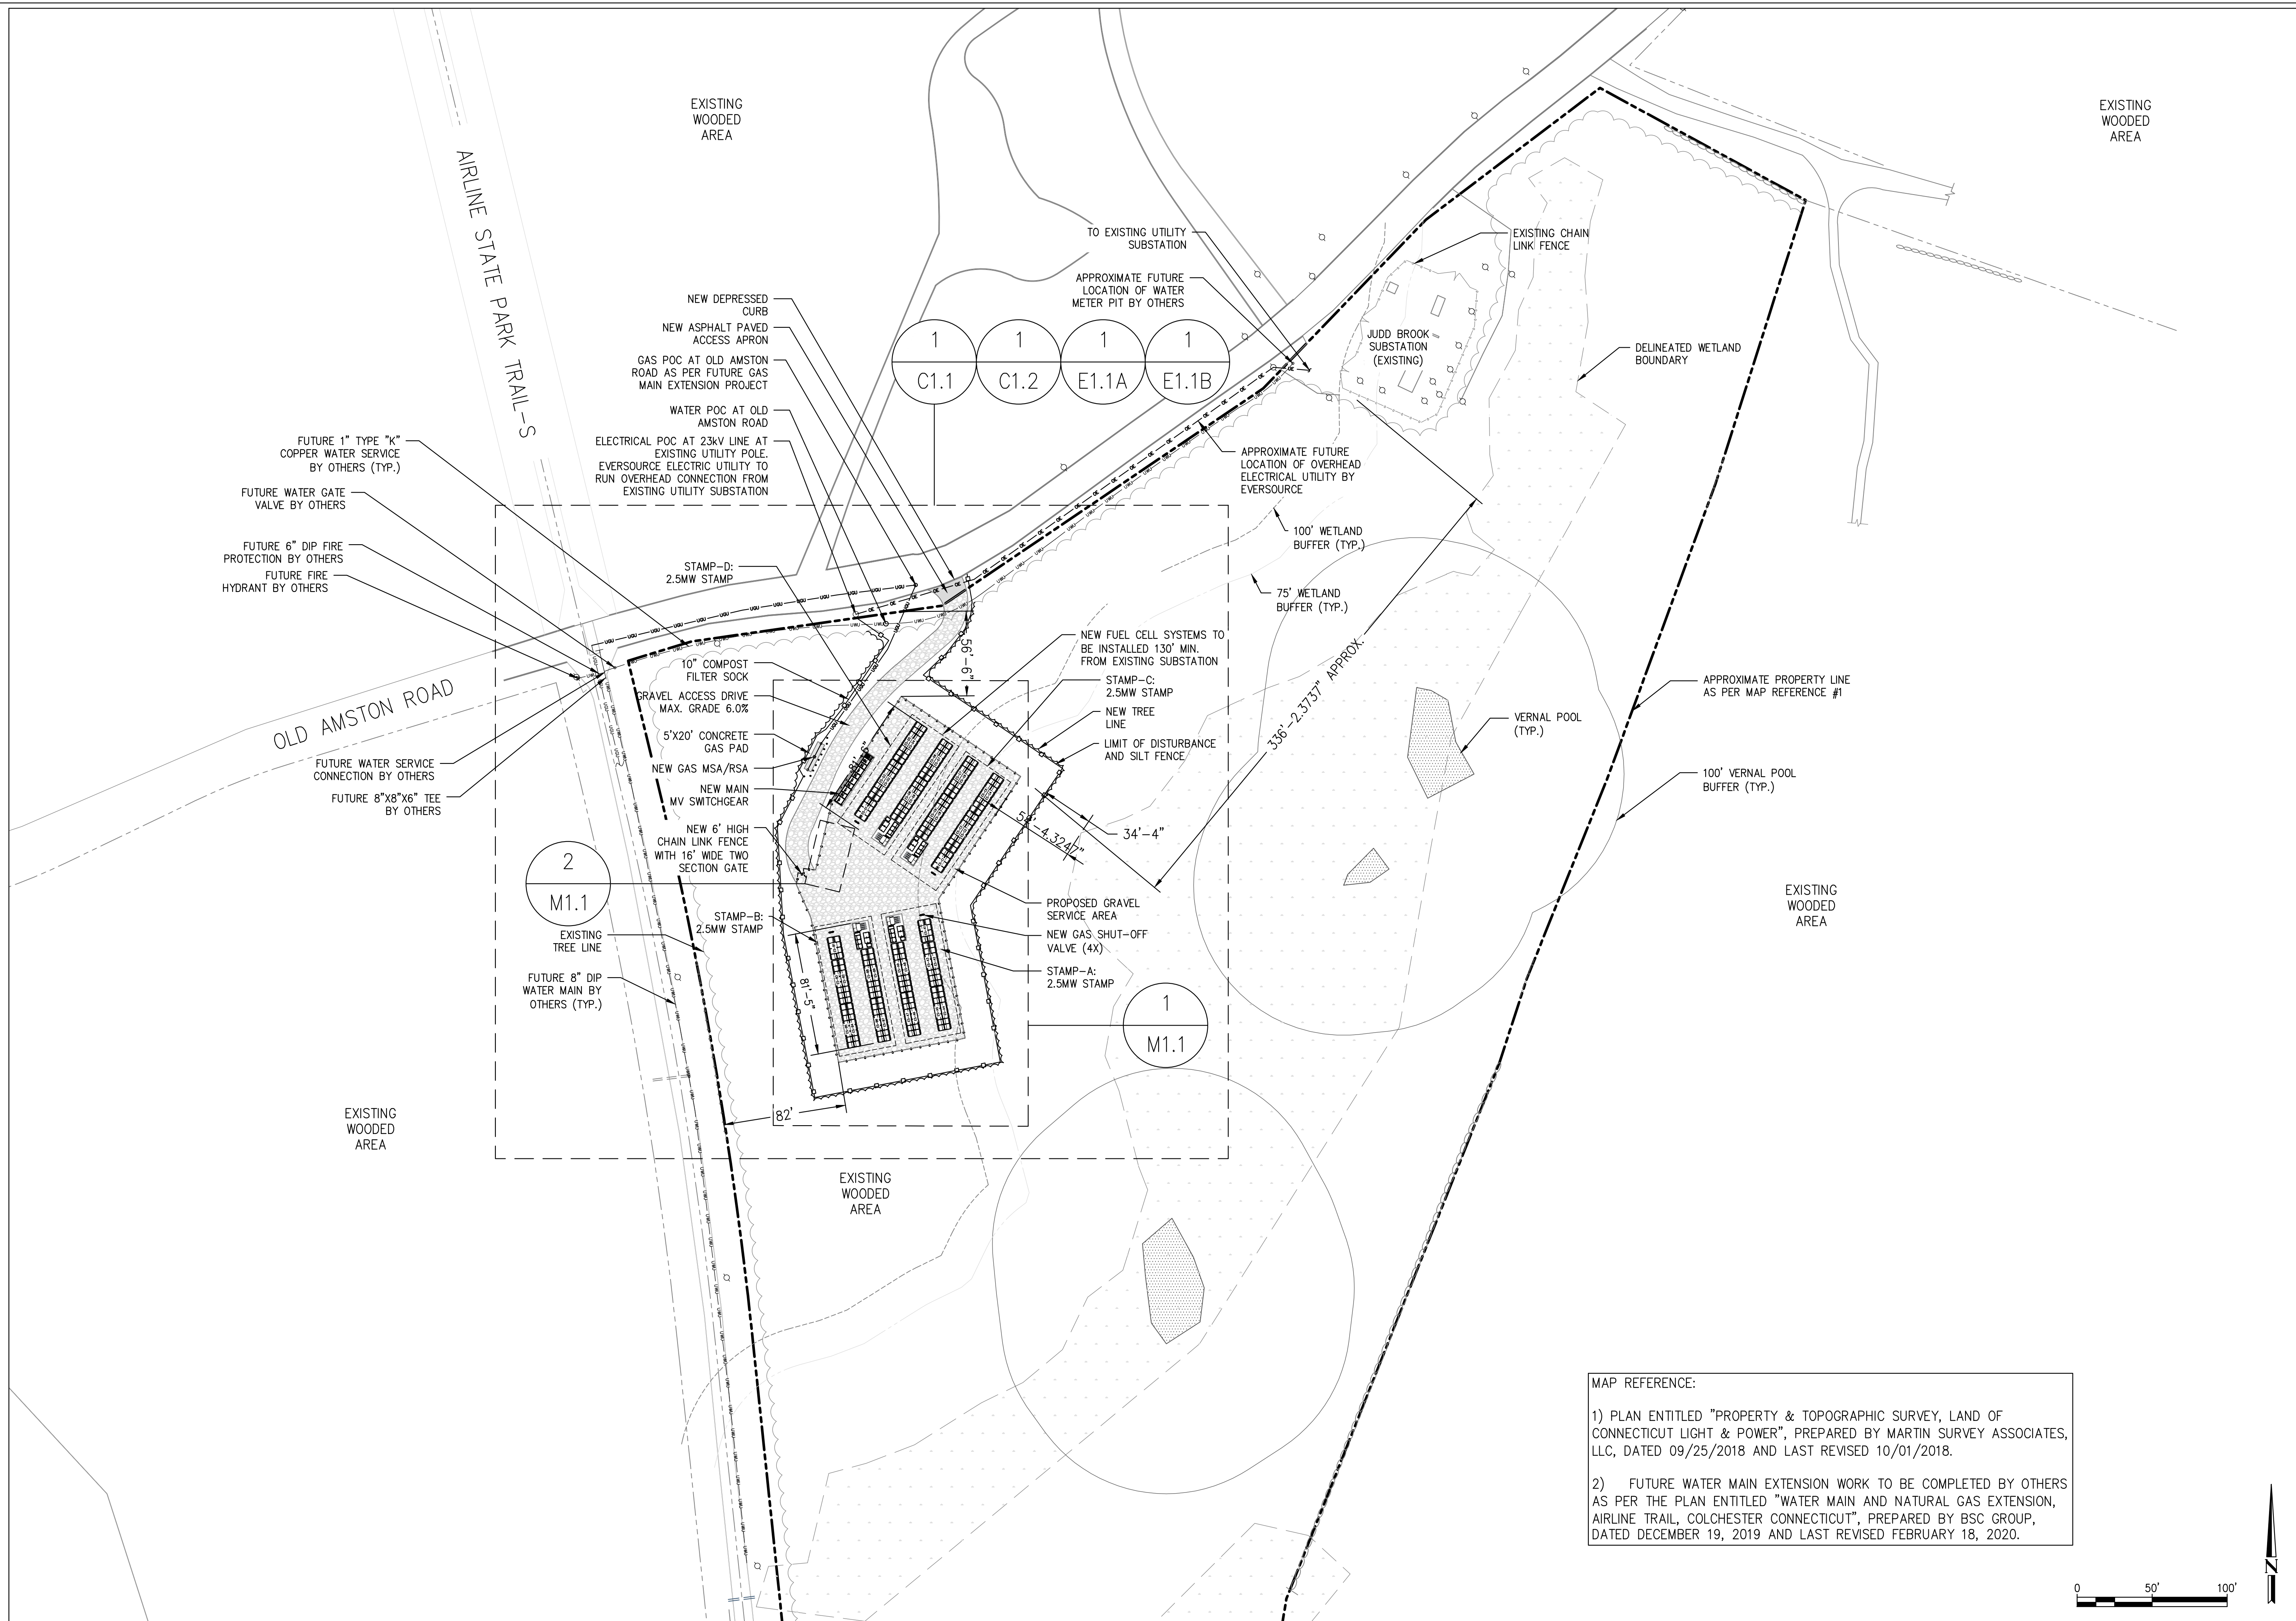 EXISTING
WOODED
AREA
EXISTING
WOODED
AREA
AIRLINE STATE PARK TRAIL-S
TO EXISTING UTILITY
SUBSTATION
APPROXIMATE FUTURE
LOCATION OF WATER
METER PIT BY OTHERS
EXISTING CHAIN
LINK FENCE
JUDD BROOK
SUBSTATION
(EXISTING)
DELINEATED WETLAND
BOUNDARY
NEW DEPRESSED
CURB
NEW ASPHALT PAVED
ACCESS APRON
GAS POC AT OLD AMSTON
ROAD AS PER FUTURE GAS
MAIN EXTENSION PROJECT
WATER POC AT OLD
AMSTON ROAD
ELECTRICAL POC AT 23kV LINE AT
EXISTING UTILITY POLE.
EVERSOURCE ELECTRIC UTILITY TO
RUN OVERHEAD CONNECTION FROM
EXISTING UTILITY SUBSTATION
1
C1.1
1
C1.2
1
E1.1A
1
E1.1B
FUTURE 1" TYPE "K"
COPPER WATER SERVICE
BY OTHERS (TYP.)
FUTURE WATER GATE
VALVE BY OTHERS
FUTURE 6" DIP FIRE
PROTECTION BY OTHERS
FUTURE FIRE
HYDRANT BY OTHERS
APPROXIMATE FUTURE
LOCATION OF OVERHEAD
ELECTRICAL UTILITY BY
EVERSOURCE
100' WETLAND
BUFFER (TYP.)
75' WETLAND
BUFFER (TYP.)
STAMP-D:
2.5MW STAMP
10" COMPOST
FILTER SOCK
GRAVEL ACCESS DRIVE
MAX. GRADE 6.0%
5'X20' CONCRETE
GAS PAD
NEW GAS MSA/RSA
NEW MAIN
MV SWITCHGEAR
NEW 6' HIGH
CHAIN LINK FENCE
WITH 16' WIDE TWO
SECTION GATE
OLD AMSTON ROAD
FUTURE WATER SERVICE
CONNECTION BY OTHERS
FUTURE 8"X8"X6" TEE
BY OTHERS
56'-6"
NEW FUEL CELL SYSTEMS TO
BE INSTALLED 130' MIN.
FROM EXISTING SUBSTATION
STAMP-C:
2.5MW STAMP
NEW TREE
LINE
LIMIT OF DISTURBANCE
AND SILT FENCE
336'-2.3737" APPROX.
34'-4"
APPROXIMATE PROPERTY LINE
AS PER MAP REFERENCE #1
VERNAL POOL
(TYP.)
100' VERNAL POOL
BUFFER (TYP.)
2
M1.1
STAMP-B:
2.5MW STAMP
EXISTING
TREE LINE
FUTURE 8" DIP
WATER MAIN BY
OTHERS (TYP.)
PROPOSED GRAVEL
SERVICE AREA
NEW GAS SHUT-OFF
VALVE (4X)
STAMP-A:
2.5MW STAMP
EXISTING
WOODED
AREA
81'-5"
1
M1.1
82'
EXISTING
WOODED
AREA
EXISTING
WOODED
AREA
MAP REFERENCE:
1) PLAN ENTITLED "PROPERTY & TOPOGRAPHIC SURVEY, LAND OF
CONNECTICUT LIGHT & POWER", PREPARED BY MARTIN SURVEY ASSOCIATES,
LLC, DATED 09/25/2018 AND LAST REVISED 10/01/2018.
2) FUTURE WATER MAIN EXTENSION WORK TO BE COMPLETED BY OTHERS
AS PER THE PLAN ENTITLED "WATER MAIN AND NATURAL GAS EXTENSION,
AIRLINE TRAIL, COLCHESTER CONNECTICUT", PREPARED BY BSC GROUP,
DATED DECEMBER 19, 2019 AND LAST REVISED FEBRUARY 18, 2020.
N
0 50' 100'